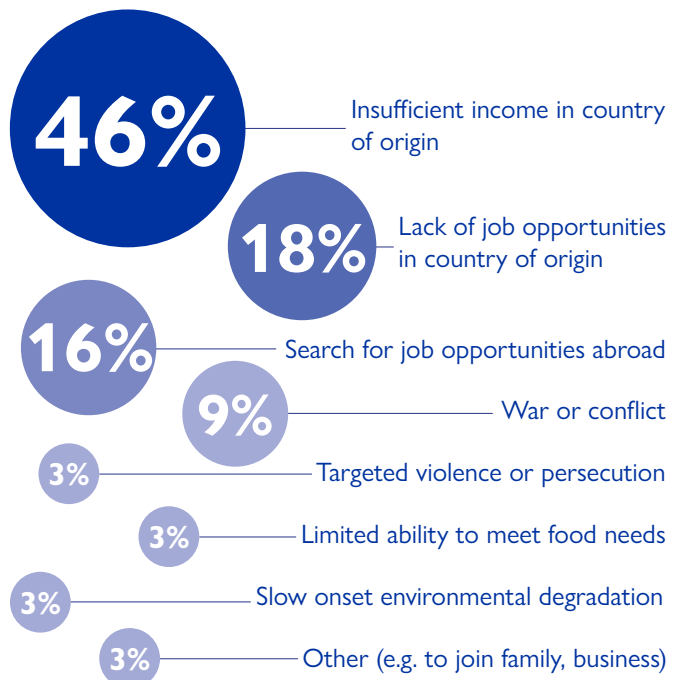 46%
Insufficient income in country
of origin
18%
Lack of job opportunities
in country of origin
16%
Search for job opportunities abroad
9%
War or conflict
3%
Targeted violence or persecution
3%
Limited ability to meet food needs
3%
Slow onset environmental degradation
3%
Other (e.g. to join family, business)